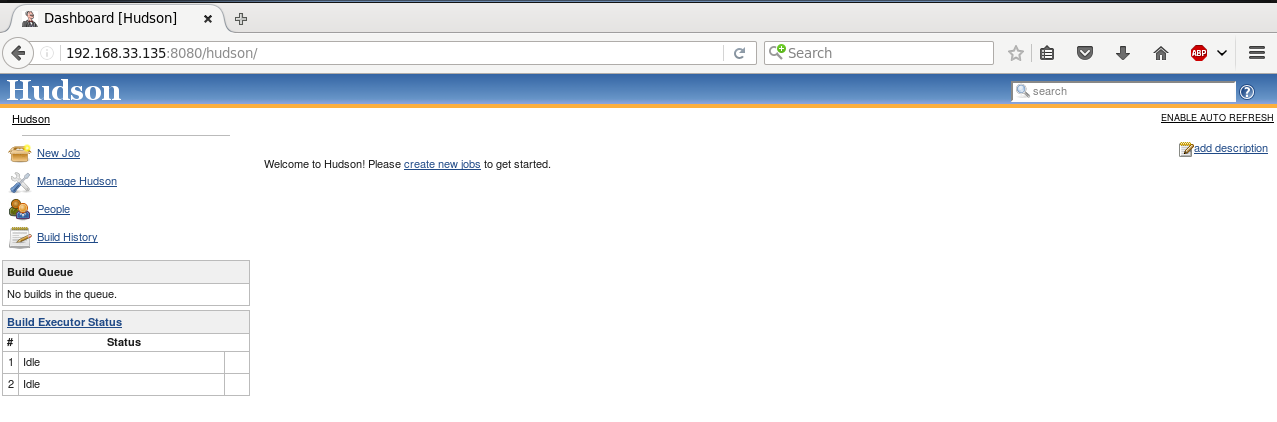 Dashboard [Hudson]
192.168.33.135:8080/hudson/
Search
ABP
Hudson
search
?
Hudson
ENABLE AUTO REFRESH
New Job
add description
Welcome to Hudson! Please create new jobs to get started.
Manage Hudson
People
Build History
Build Queue
No builds in the queue.
Build Executor Status
# Status
1 Idle
2 Idle